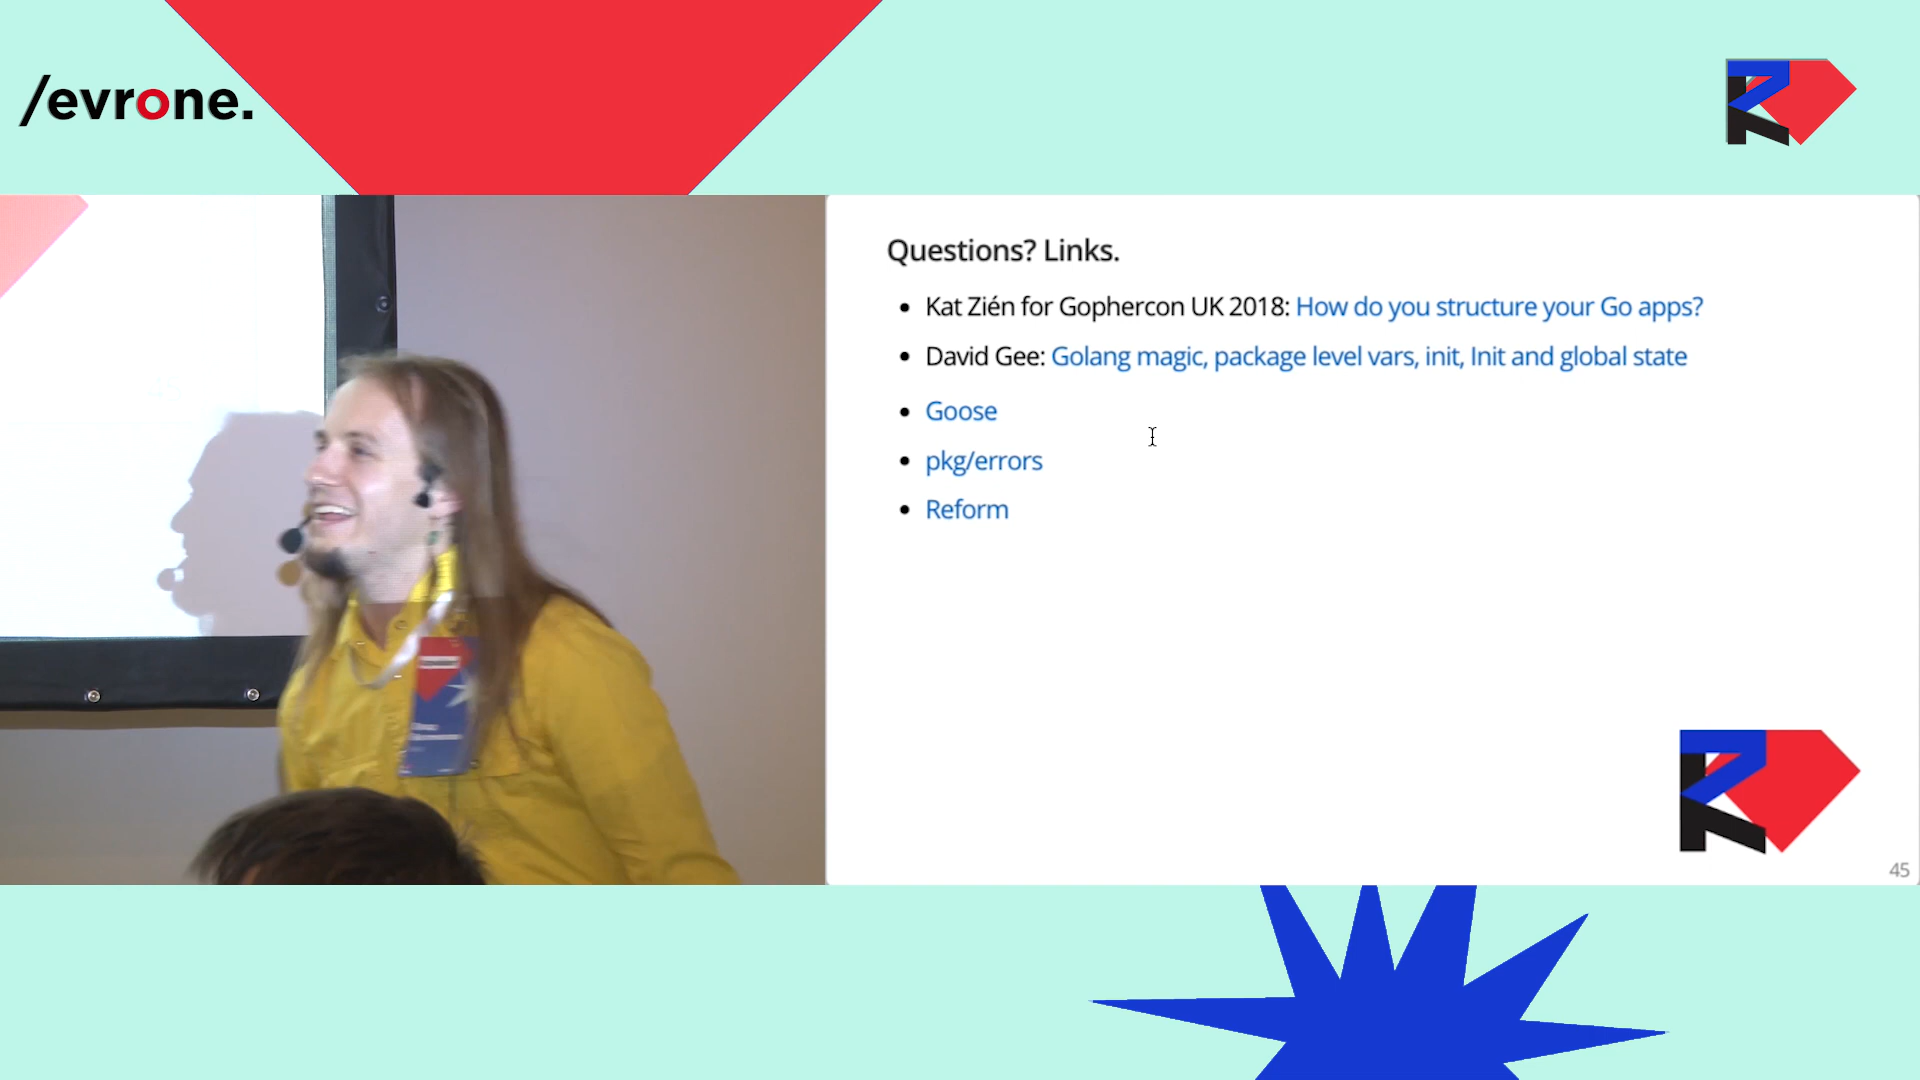 /evrone.
Questions? Links.
Kat Zién for Gophercon UK 2018: How do you structure your Go apps?
David Gee: Golang magic, package level vars, init, Init and global state
Goose
pkg/errors
Reform
45